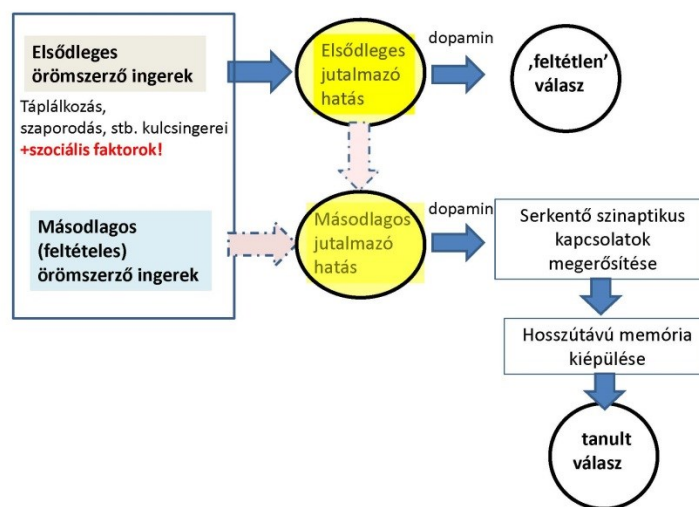 Elsődleges
örömszerző ingerek
Táplálkozás,
szaporodás, stb. kulcsingerei
+szociális faktorok!
Elsődleges
jutalmazó
hatás
dopamin
‚feltétlen’
válasz
Másodlagos
(feltételes)
örömszerző ingerek
Másodlagos
jutalmazó
hatás
dopamin
Serkentő szinaptikus
kapcsolatok
megerősítése
Hosszútávú memória
kiépülése
tanult
válasz